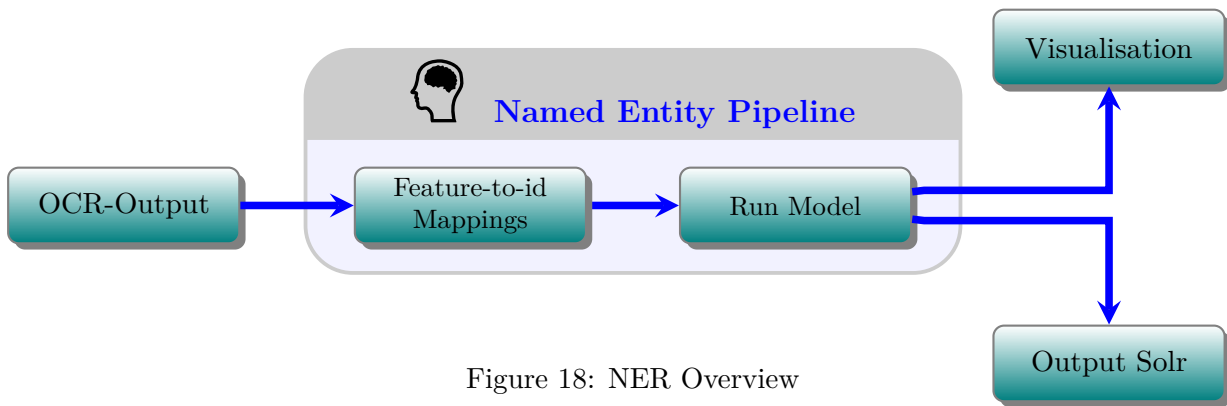 Visualisation
Named Entity Pipeline
OCR-Output
Feature-to-id
Mappings
Run Model
Output Solr
Figure 18: NER Overview